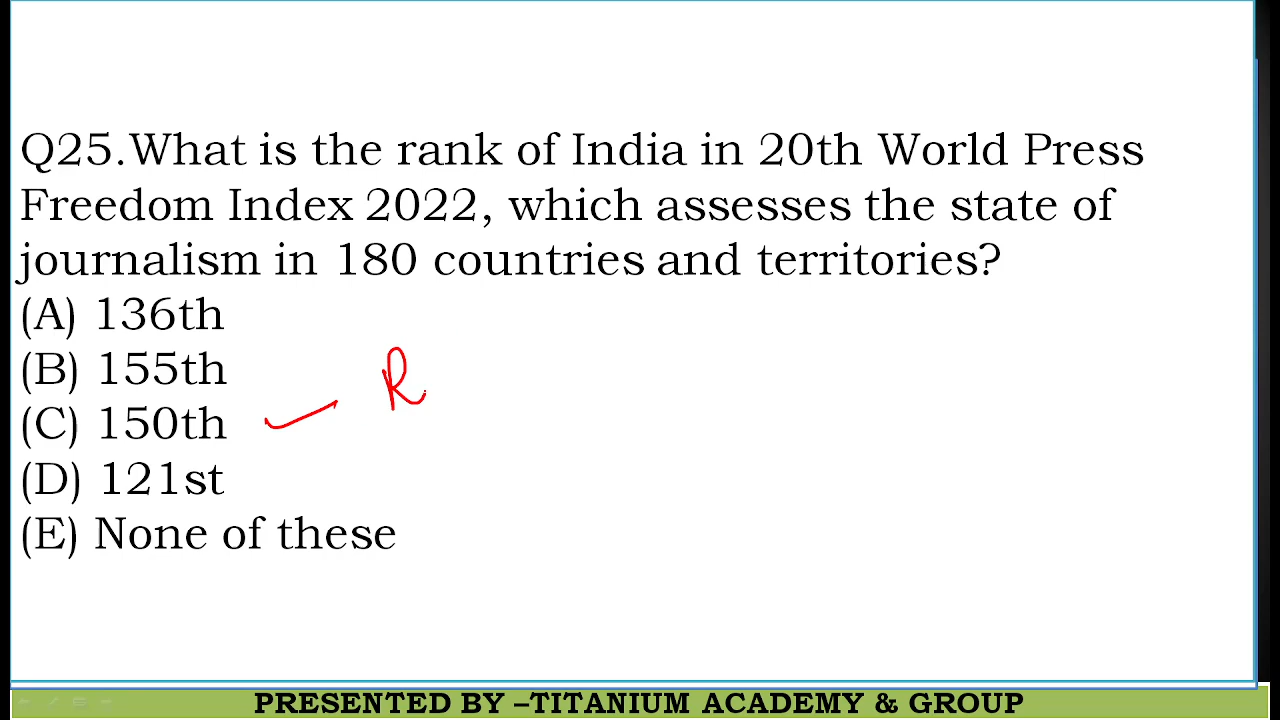 Q25.What is the rank of India in 20th World Press
Freedom Index 2022, which assesses the state of
journalism in 180 countries and territories?
(A) 136th
(B) 155th
(C) 150th
R
(D) 121st
(E) None of these
PRESENTED BY –TITANIUM ACADEMY & GROUP